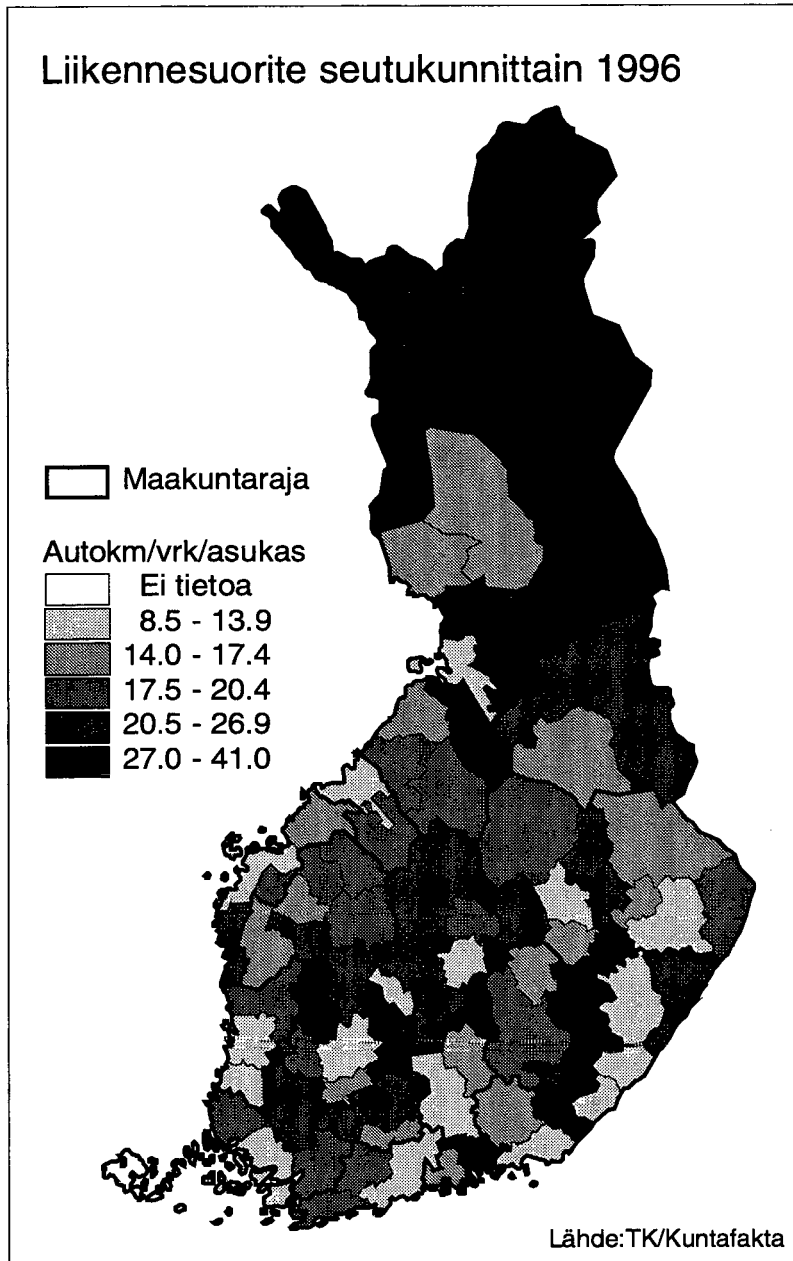 Liikennesuorite seutukunnittain 1996
Maakuntaraja
Autokm/vrk/asukas
Ei tietoa
8.5 - 13.9
14.0 - 17.4
17.5 - 20.4
20.5 - 26.9
27.0 - 41.0
Lähde:TK/Kuntafakta